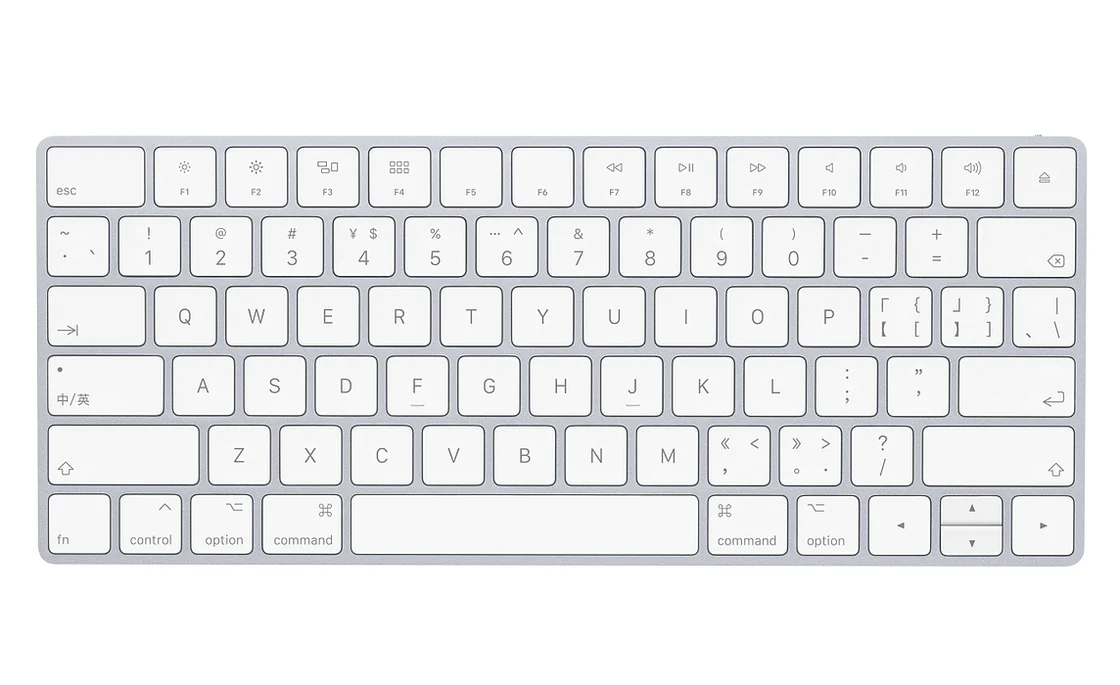 esc F1 F2 F3 F4 F5 F6 F7 F8 F9 F10 F11 F12
~ ! @ # ¥ $ % … ^ & * ( ) — +
· ` 1 2 3 4 5 6 7 8 9 0 - =
「 { 」 } |
Q W E R T Y U I O P 【 [ 】 ] 、 \
• : ”
中/英 A S D F G H J K L ; ’
《 < 》 > ?
Z X C V B N M , 。 . /
^ ⌥ ⌘ ⌘ ⌥
fn control option command command option